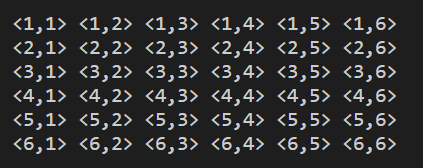 <1,1> <1,2> <1,3> <1,4> <1,5> <1,6>
<2,1> <2,2> <2,3> <2,4> <2,5> <2,6>
<3,1> <3,2> <3,3> <3,4> <3,5> <3,6>
<4,1> <4,2> <4,3> <4,4> <4,5> <4,6>
<5,1> <5,2> <5,3> <5,4> <5,5> <5,6>
<6,1> <6,2> <6,3> <6,4> <6,5> <6,6>